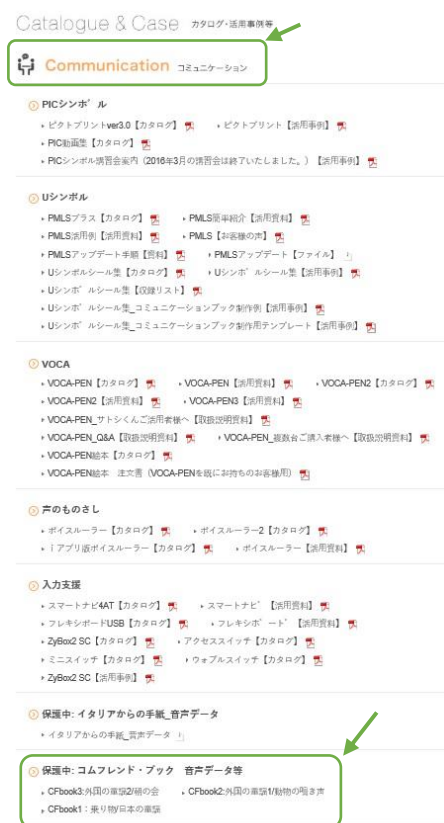 Catalogue & Case カタログ・活用事例等
Communication コミュニケーション
PICシンボル
ピクトプリントver3.0【カタログ】 ピクトプリント【活用事例】
PIC動画集【カタログ】
PICシンボル講習会案内（2016年3月の講習会は終了いたしました。）【活用事例】
Uシンボル
PMLSプラス【カタログ】 PMLS簡単紹介【活用資料】
PMLS活用例【活用資料】 PMLS【お客様の声】
PMLSアップデート手順【資料】 PMLSアップデート【ファイル】
Uシンボルシール集【カタログ】 Uシンボルシール集【活用事例】
Uシンボルシール集【収録リスト】
Uシンボルシール集_コミュニケーションブック制作例【活用事例】
Uシンボルシール集_コミュニケーションブック制作用テンプレート【活用事例】
VOCA
VOCA-PEN【カタログ】 VOCA-PEN【活用資料】 VOCA-PEN2【カタログ】
VOCA-PEN2【活用資料】 VOCA-PEN3【活用資料】
VOCA-PEN_サトシくんご活用者様へ【取扱説明資料】
VOCA-PEN_Q&A【取扱説明資料】 VOCA-PEN_複数台ご購入者様へ【取扱説明資料】
VOCA-PEN絵本【カタログ】
VOCA-PEN絵本 注文書（VOCA-PENを既にお持ちのお客様用）
声のものさし
ボイスルーラー【カタログ】 ボイスルーラー2【カタログ】
iアプリ版ボイスルーラー【カタログ】 ボイスルーラー【活用資料】
入力支援
スマートナビ4AT【カタログ】 スマートナビ【活用資料】
フレキシボードUSB【カタログ】 フレキシボード【活用資料】
ZyBox2 SC【カタログ】 アクセススイッチ【カタログ】
ミニスイッチ【カタログ】 ウォブルスイッチ【カタログ】
ZyBox2 SC【活用事例】
保護中: イタリアからの手紙_音声データ
イタリアからの手紙_音声データ
保護中: コムフレンド・ブック 音声データ等
CFbook3:外国の童謡2/朝の会 CFbook2:外国の童謡1/動物の鳴き声
CFbook1：乗り物/日本の童謡